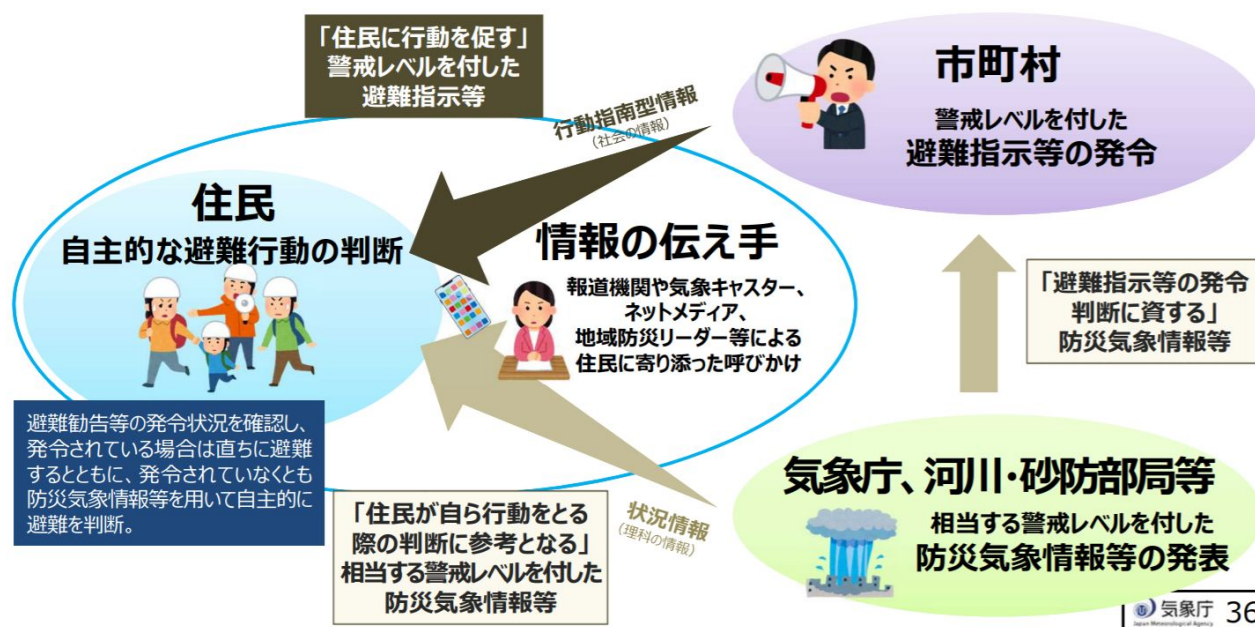 「住民に行動を促す」
警戒レベルを付した
避難指示等
市町村
警戒レベルを付した
避難指示等の発令
行動指南型情報
（社会の情報）
住民
自主的な避難行動の判断
情報の伝え手
報道機関や気象キャスター、
ネットメディア、
地域防災リーダー等による
住民に寄り添った呼びかけ
「避難指示等の発令
判断に資する」
防災気象情報等
避難勧告等の発令状況を確認し、
発令されている場合は直ちに避難
するとともに、発令されていなくとも
防災気象情報等を用いて自主的に
避難を判断。
「住民が自ら行動をとる
際の判断に参考となる」
相当する警戒レベルを付した
防災気象情報等
状況情報
（理科の情報）
気象庁、河川・砂防部局等
相当する警戒レベルを付した
防災気象情報等の発表
気象庁
Japan Meteorological Agency
36